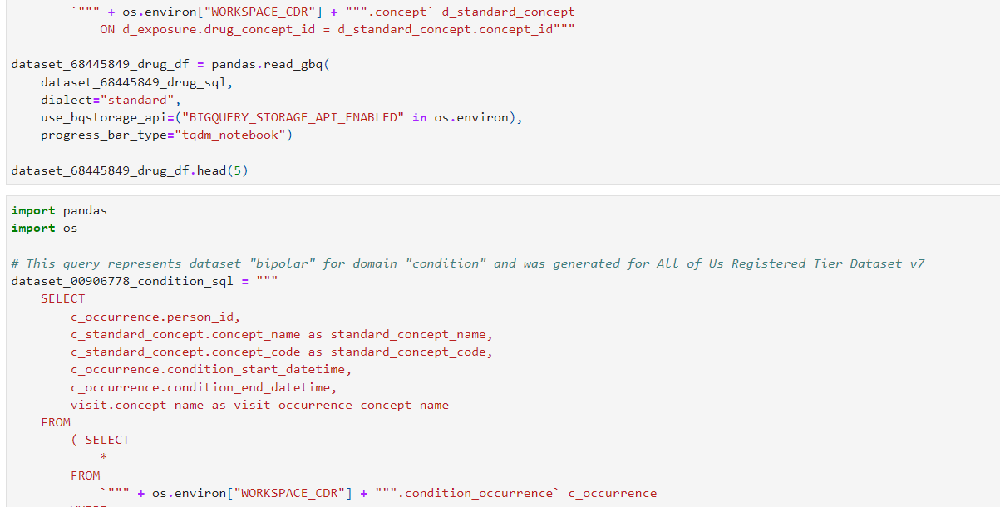 `""" + os.environ["WORKSPACE_CDR"] + """.concept` d_standard_concept
ON d_exposure.drug_concept_id = d_standard_concept.concept_id"""
dataset_68445849_drug_df = pandas.read_gbq(
dataset_68445849_drug_sql,
dialect="standard",
use_bqstorage_api=("BIGQUERY_STORAGE_API_ENABLED" in os.environ),
progress_bar_type="tqdm_notebook")
dataset_68445849_drug_df.head(5)
import pandas
import os
# This query represents dataset "bipolar" for domain "condition" and was generated for All of Us Registered Tier Dataset v7
dataset_00906778_condition_sql = """
SELECT
c_occurrence.person_id,
c_standard_concept.concept_name as standard_concept_name,
c_standard_concept.concept_code as standard_concept_code,
c_occurrence.condition_start_datetime,
c_occurrence.condition_end_datetime,
visit.concept_name as visit_occurrence_concept_name
FROM
( SELECT
*
FROM
`""" + os.environ["WORKSPACE_CDR"] + """.condition_occurrence` c_occurrence